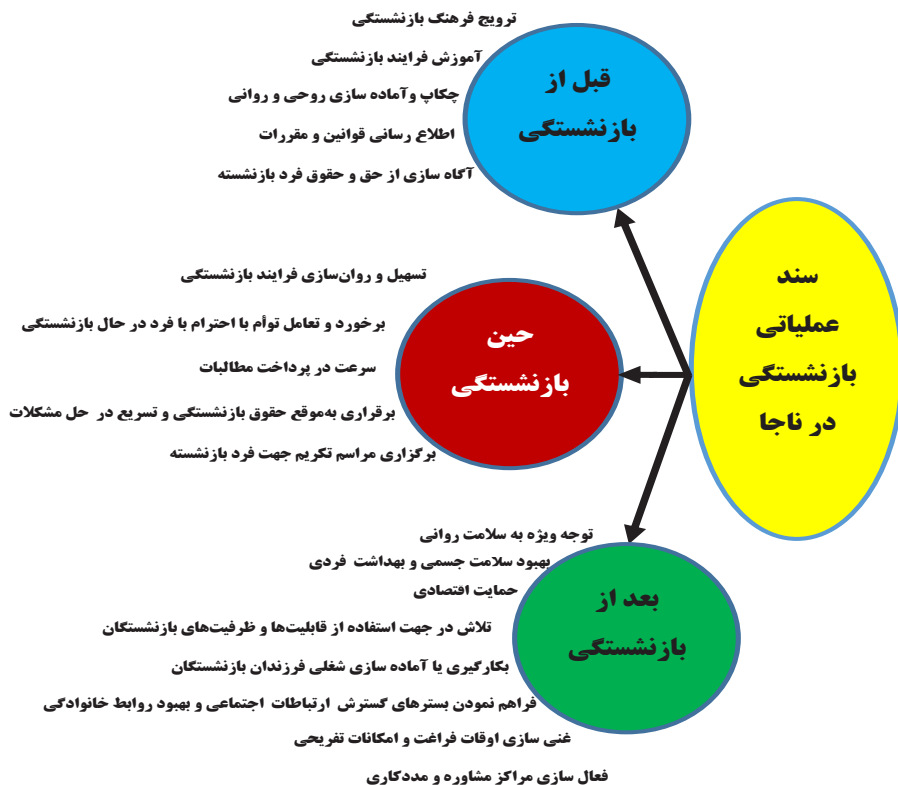 سند
عملیاتی
بازنشستگی
در ناجا
قبل از
بازنشستگی
ترویج فرهنگ بازنشستگی
آموزش فرایند بازنشستگی
چکاپ وآماده سازی روحی و روانی
اطلاع رسانی قوانین و مقررات
آگاه سازی از حق و حقوق فرد بازنشسته
حین
بازنشستگی
تسهیل و روان‌سازی فرایند بازنشستگی
برخورد و تعامل توأم با احترام با فرد در حال بازنشستگی
سرعت در پرداخت مطالبات
برقراری به‌موقع حقوق بازنشستگی و تسریع در حل مشکلات
برگزاری مراسم تکریم جهت فرد بازنشسته
بعد از
بازنشستگی
توجه ویژه به سلامت روانی
بهبود سلامت جسمی و بهداشت فردی
حمایت اقتصادی
تلاش در جهت استفاده از قابلیت‌ها و ظرفیت‌های بازنشستگان
بکارگیری یا آماده سازی شغلی فرزندان بازنشستگان
فراهم نمودن بسترهای گسترش ارتباطات اجتماعی و بهبود روابط خانوادگی
غنی سازی اوقات فراغت و امکانات تفریحی
فعال سازی مراکز مشاوره و مددکاری